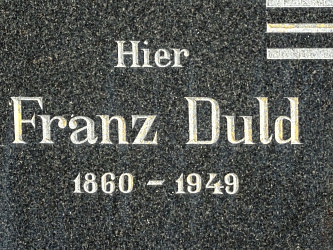 Hier
Franz Duld
1860 – 1949